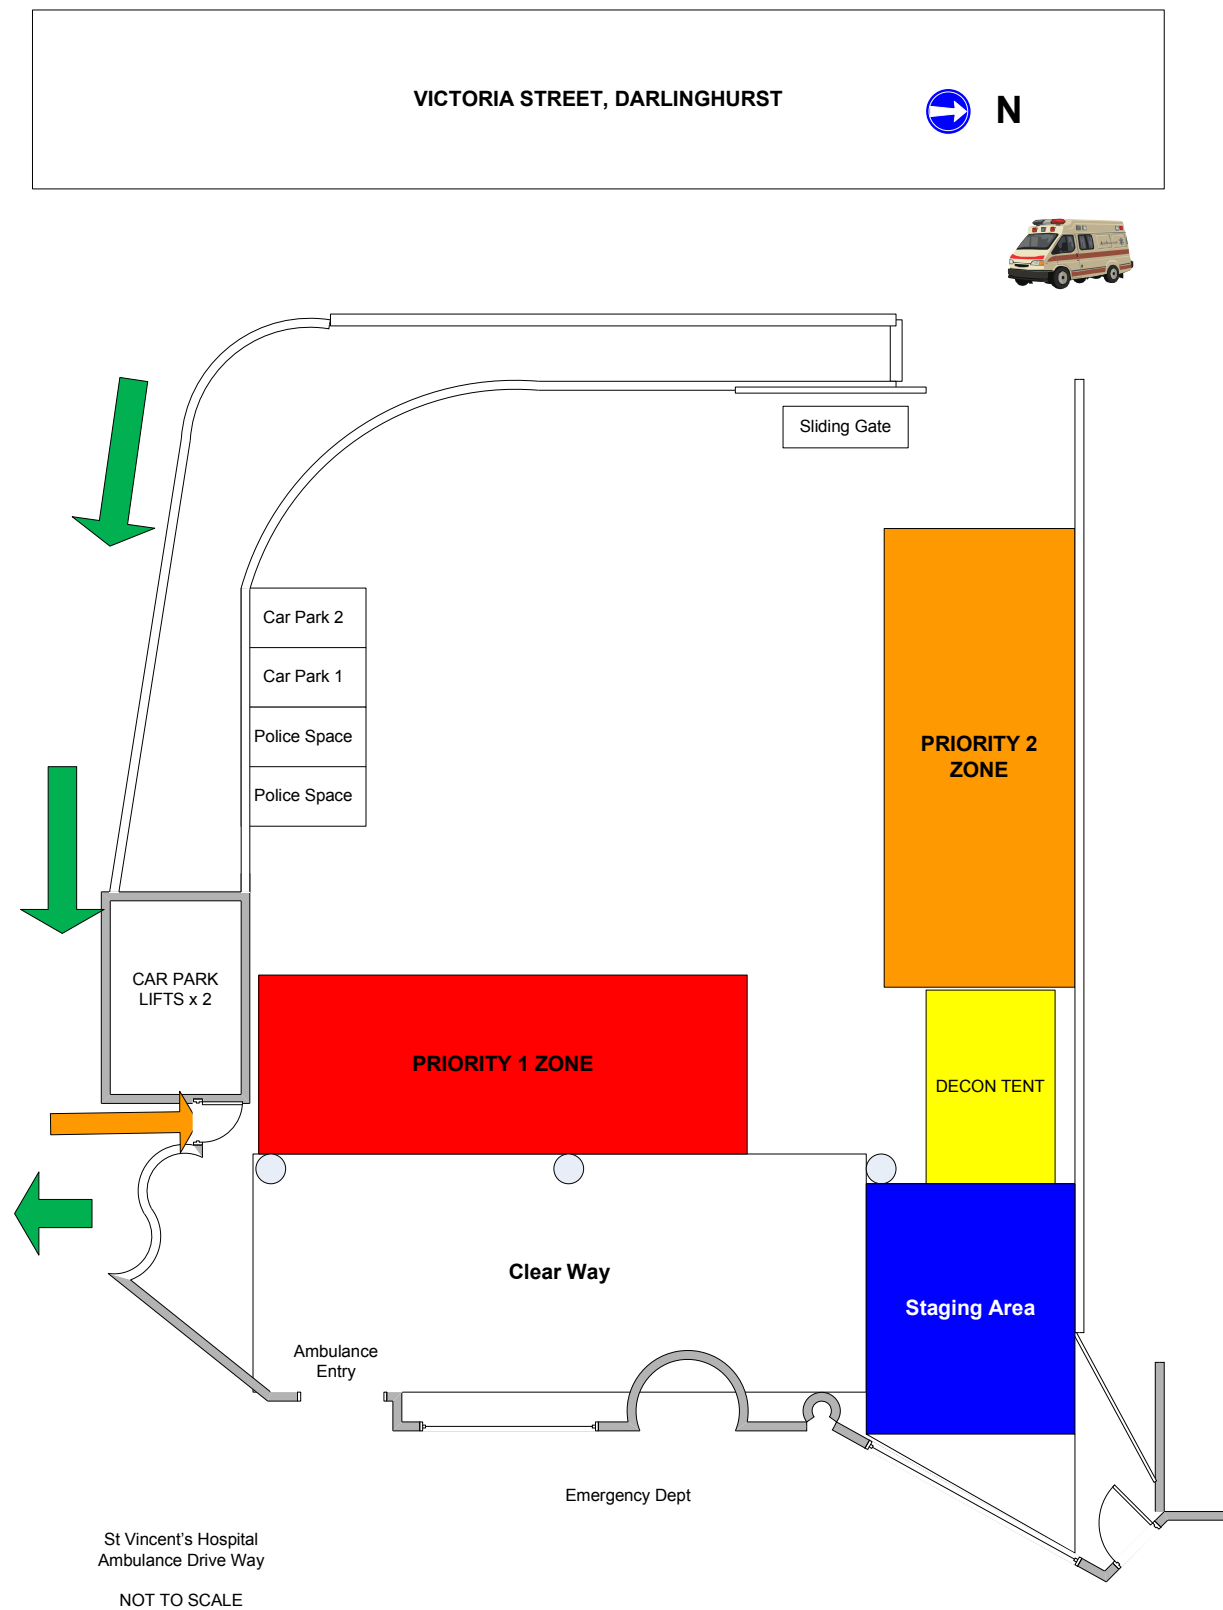 VICTORIA STREET, DARLINGHURST
N
Sliding Gate
Car Park 2
Car Park 1
Police Space
Police Space
PRIORITY 2
ZONE
CAR PARK
LIFTS x 2
PRIORITY 1 ZONE
DECON TENT
Clear Way
Staging Area
Ambulance
Entry
Emergency Dept
St Vincent's Hospital
Ambulance Drive Way
NOT TO SCALE